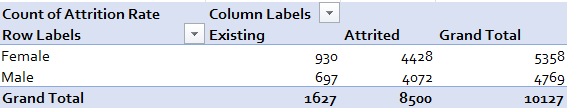 Count of Attrition Rate Column Labels
Row Labels Existing Attrited Grand Total
Female 930 4428 5358
Male 697 4072 4769
Grand Total 1627 8500 10127